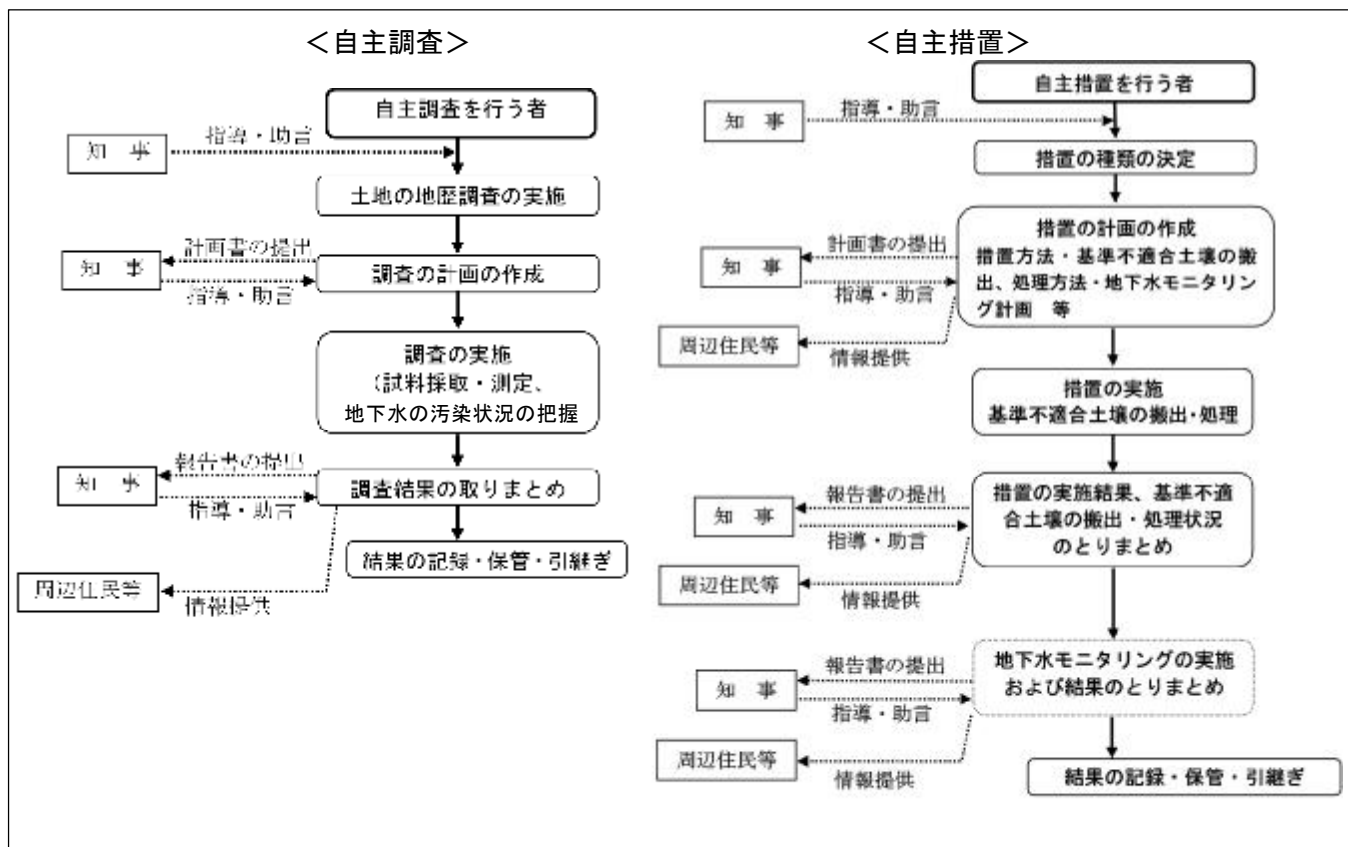 ＜自主調査＞
自主調査を行う者
指導・助言
知　事
土地の地歴調査の実施
計画書の提出
知　事
調査の計画の作成
指導・助言
調査の実施
（試料採取・測定、
地下水の汚染状況の把握
報告書の提出
知　事
調査結果の取りまとめ
指導・助言
結果の記録・保管・引継ぎ
周辺住民等
情報提供
＜自主措置＞
自主措置を行う者
指導・助言
知　事
措置の種類の決定
措置の計画の作成
措置方法・基準不適合土壌の搬
出、処理方法・地下水モニタリン
グ計画　等
計画書の提出
知　事
指導・助言
周辺住民等
情報提供
措置の実施
基準不適合土壌の搬出・処理
報告書の提出
措置の実施結果、基準不適
合土壌の搬出・処理状況
のとりまとめ
知　事
指導・助言
周辺住民等
情報提供
地下水モニタリングの実施
および結果のとりまとめ
報告書の提出
知　事
指導・助言
周辺住民等
情報提供
結果の記録・保管・引継ぎ